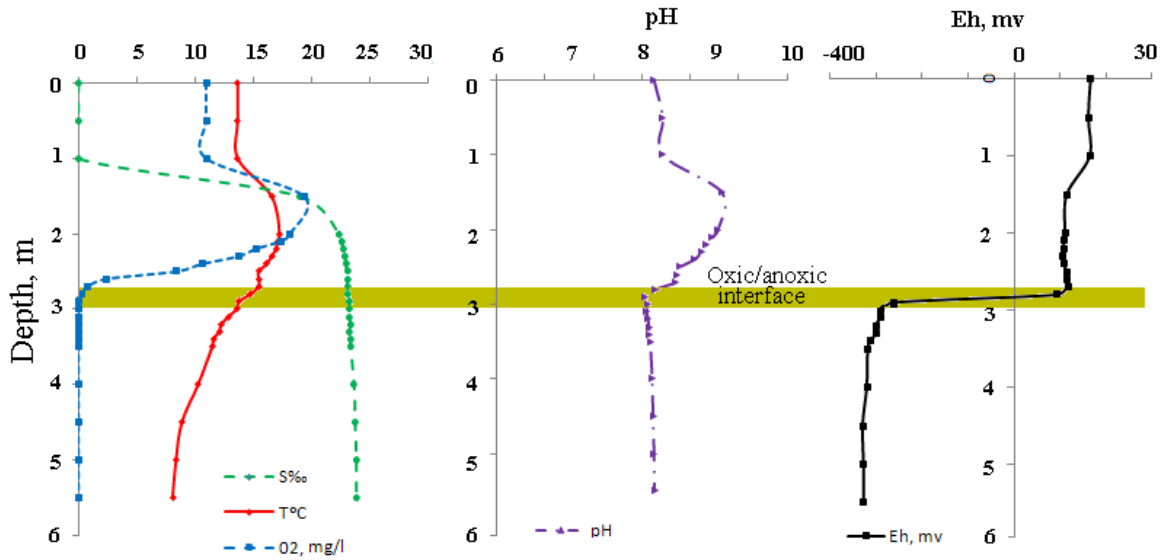 pH
Eh, mv
0 5 10 15 20 25 30
6 7 8 9 10
-400 0 30
0
1
2
3
4
5
6
Depth, m
S‰
T°C
O2, mg/l
0
1
2
3
4
5
6
pH
Oxic/anoxic
interface
0
1
2
3
4
5
6
Eh, mv